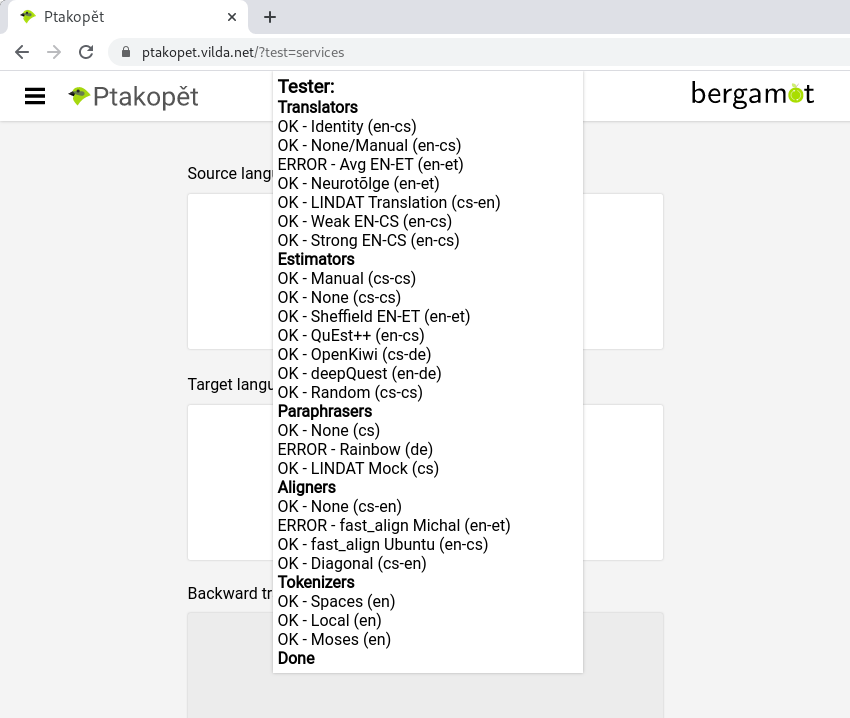 Ptakopět
ptakopet.vilda.net/?test=services
Ptakopět
bergamot
Tester:
Translators
OK - Identity (en-cs)
OK - None/Manual (en-cs)
ERROR - Avg EN-ET (en-et)
Source langu
OK - Neurotõlge (en-et)
OK - LINDAT Translation (cs-en)
OK - Weak EN-CS (en-cs)
OK - Strong EN-CS (en-cs)
Estimators
OK - Manual (cs-cs)
OK - None (cs-cs)
OK - Sheffield EN-ET (en-et)
OK - QuEst++ (en-cs)
OK - OpenKiwi (cs-de)
OK - deepQuest (en-de)
Target langu
OK - Random (cs-cs)
Paraphrasers
OK - None (cs)
ERROR - Rainbow (de)
OK - LINDAT Mock (cs)
Aligners
OK - None (cs-en)
ERROR - fast_align Michal (en-et)
OK - fast_align Ubuntu (en-cs)
OK - Diagonal (cs-en)
Tokenizers
Backward tr
OK - Spaces (en)
OK - Local (en)
OK - Moses (en)
Done